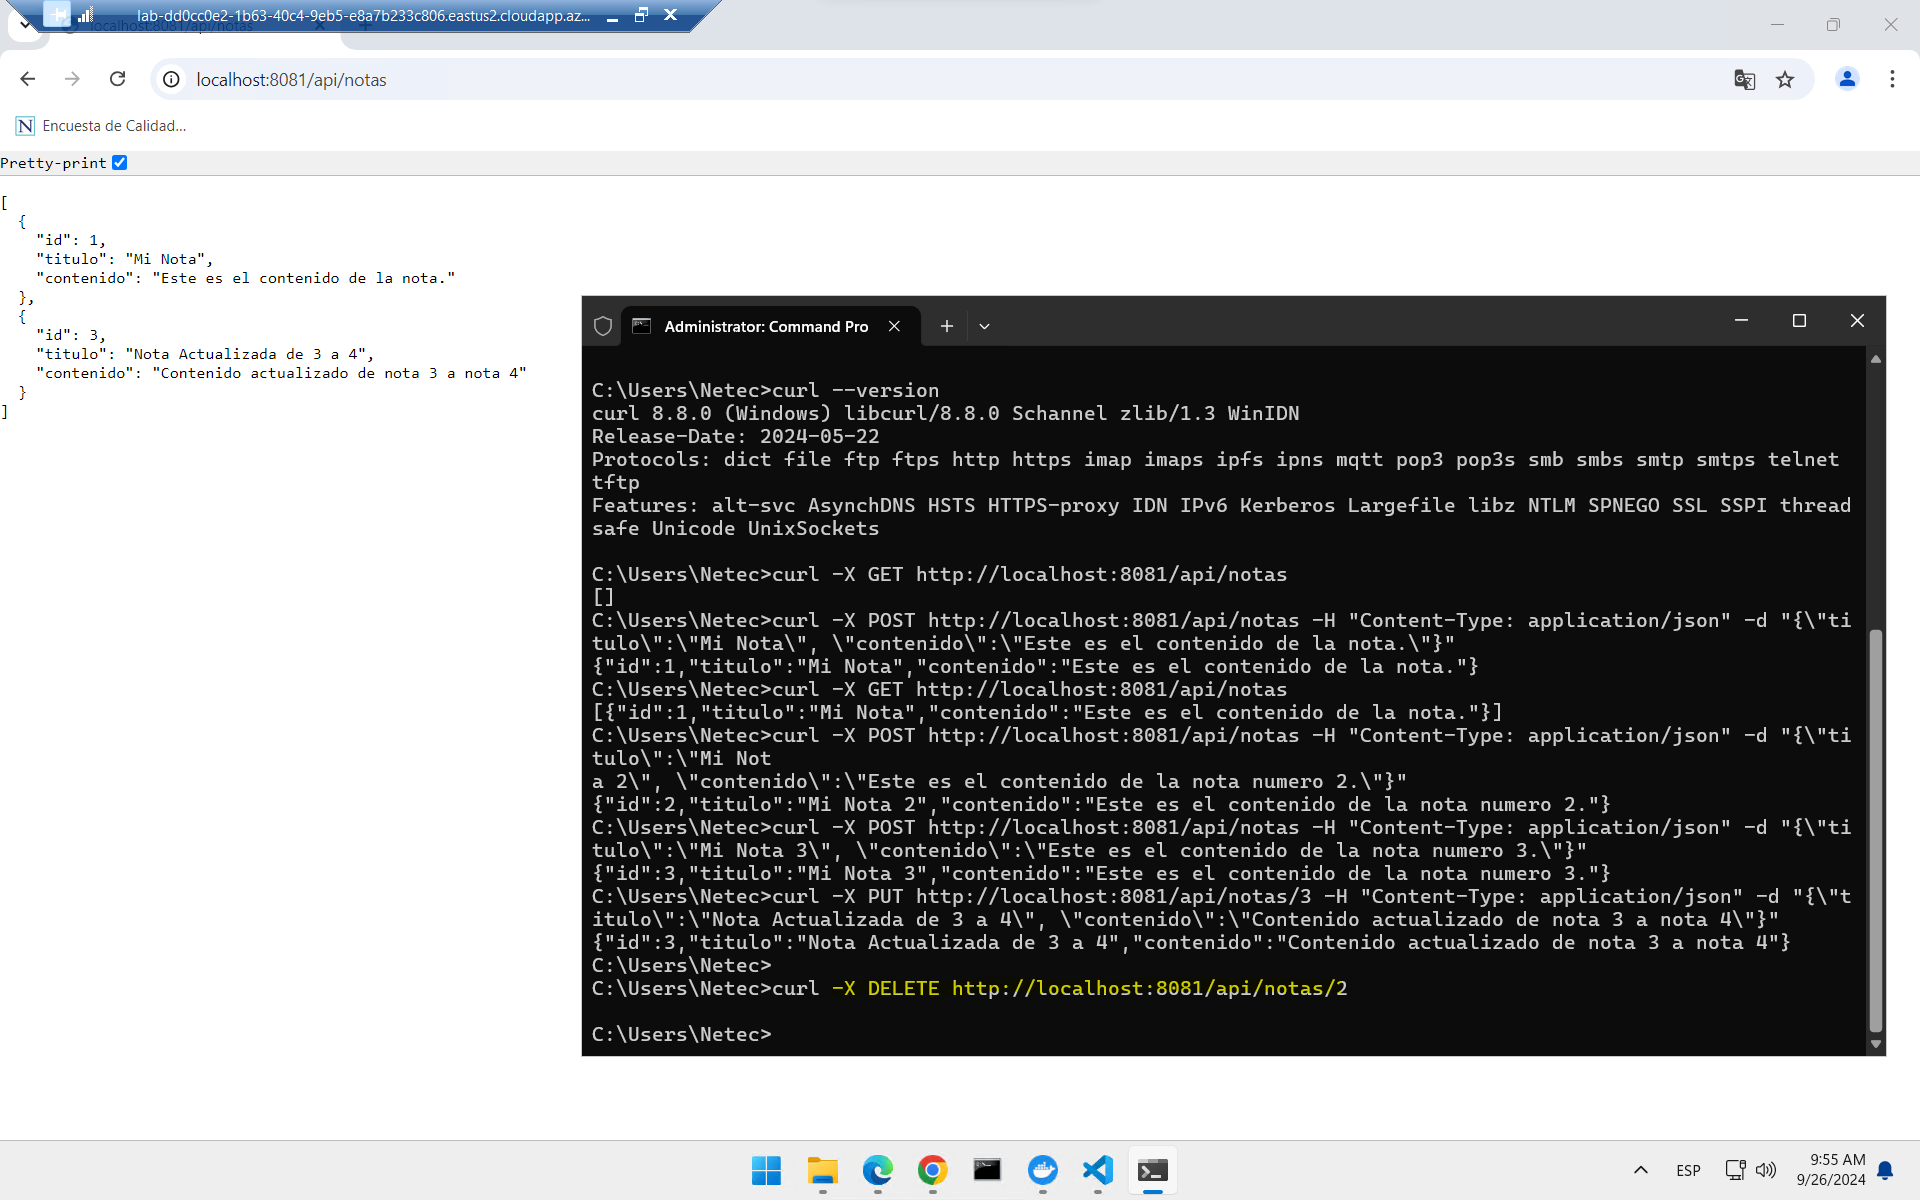 lab-dd0cc0e2-1b63-40c4-9eb5-e8a7b233c806.eastus2.cloudapp.az...
localhost:8081/api/notas
localhost:8081/api/notas
Encuesta de Calidad...
Pretty-print
[
  {
    "id": 1,
    "titulo": "Mi Nota",
    "contenido": "Este es el contenido de la nota."
  },
  {
    "id": 3,
    "titulo": "Nota Actualizada de 3 a 4",
    "contenido": "Contenido actualizado de nota 3 a nota 4"
  }
]
Administrator: Command Pro
C:\Users\Netec>curl --version
curl 8.8.0 (Windows) libcurl/8.8.0 Schannel zlib/1.3 WinIDN
Release-Date: 2024-05-22
Protocols: dict file ftp ftps http https imap imaps ipfs ipns mqtt pop3 pop3s smb smbs smtp smtps telnet
tftp
Features: alt-svc AsynchDNS HSTS HTTPS-proxy IDN IPv6 Kerberos Largefile libz NTLM SPNEGO SSL SSPI thread
safe Unicode UnixSockets
C:\Users\Netec>curl -X GET http://localhost:8081/api/notas
[]
C:\Users\Netec>curl -X POST http://localhost:8081/api/notas -H "Content-Type: application/json" -d "{\"ti
tulo\":\"Mi Nota\", \"contenido\":\"Este es el contenido de la nota.\"}"
{"id":1,"titulo":"Mi Nota","contenido":"Este es el contenido de la nota."}
C:\Users\Netec>curl -X GET http://localhost:8081/api/notas
[{"id":1,"titulo":"Mi Nota","contenido":"Este es el contenido de la nota."}]
C:\Users\Netec>curl -X POST http://localhost:8081/api/notas -H "Content-Type: application/json" -d "{\"ti
tulo\":\"Mi Not
a 2\", \"contenido\":\"Este es el contenido de la nota numero 2.\"}"
{"id":2,"titulo":"Mi Nota 2","contenido":"Este es el contenido de la nota numero 2."}
C:\Users\Netec>curl -X POST http://localhost:8081/api/notas -H "Content-Type: application/json" -d "{\"ti
tulo\":\"Mi Nota 3\", \"contenido\":\"Este es el contenido de la nota numero 3.\"}"
{"id":3,"titulo":"Mi Nota 3","contenido":"Este es el contenido de la nota numero 3."}
C:\Users\Netec>curl -X PUT http://localhost:8081/api/notas/3 -H "Content-Type: application/json" -d "{\"t
itulo\":\"Nota Actualizada de 3 a 4\", \"contenido\":\"Contenido actualizado de nota 3 a nota 4\"}"
{"id":3,"titulo":"Nota Actualizada de 3 a 4","contenido":"Contenido actualizado de nota 3 a nota 4"}
C:\Users\Netec>
C:\Users\Netec>curl -X DELETE http://localhost:8081/api/notas/2
C:\Users\Netec>
ESP
9:55 AM
9/26/2024